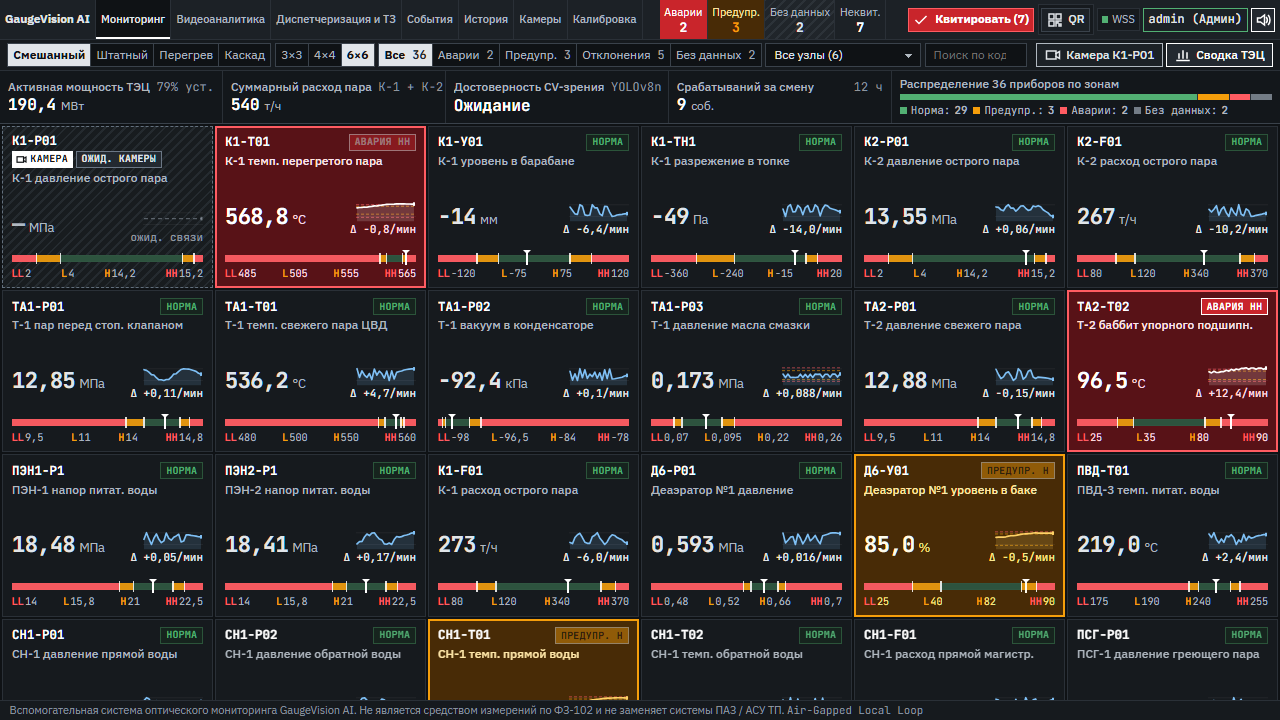 GaugeVision AI Мониторинг Видеоаналитика Диспетчеризация и ТЗ События История Камеры Калибровка Аварии 2 Предупр. 3 Без данных 2 Неквит. 7 Квитировать (7) QR WSS admin (Админ)
Смешанный Штатный Перегрев Каскад 3×3 4×4 6×6 Все 36 Аварии 2 Предупр. 3 Отклонения 5 Без данных 2 Все узлы (6) Поиск по код Камера К1-Р01 Сводка ТЭЦ
Активная мощность ТЭЦ 79% уст. Суммарный расход пара К-1 + К-2 Достоверность CV-зрения YOLOv8n Срабатываний за смену 12 ч Распределение 36 приборов по зонам
190,4 МВт 540 т/ч Ожидание 9 соб.
Норма: 29 Предупр.: 3 Аварии: 2 Без данных: 2
К1-Р01 К1-Т01 АВАРИЯ НН К1-У01 НОРМА К1-ТН1 НОРМА К2-Р01 НОРМА К2-F01 НОРМА
КАМЕРА ОЖИД. КАМЕРЫ
К-1 давление острого пара К-1 темп. перегретого пара К-1 уровень в барабане К-1 разрежение в топке К-2 давление острого пара К-2 расход острого пара
— МПа 568,8 °C -14 мм -49 Па 13,55 МПа 267 т/ч
ожид. связи Δ -0,8/мин Δ -6,4/мин Δ -14,0/мин Δ +0,06/мин Δ -10,2/мин
LL2 L4 H14,2 HH15,2 LL485 L505 H555 HH565 LL-120 L-75 H75 HH120 LL-360 L-240 H-15 HH20 LL2 L4 H14,2 HH15,2 LL80 L120 H340 HH370
ТА1-Р01 НОРМА ТА1-Т01 НОРМА ТА1-Р02 НОРМА ТА1-Р03 НОРМА ТА2-Р01 НОРМА ТА2-Т02 АВАРИЯ НН
Т-1 пар перед стоп. клапаном Т-1 темп. свежего пара ЦВД Т-1 вакуум в конденсаторе Т-1 давление масла смазки Т-2 давление свежего пара Т-2 баббит упорного подшипн.
12,85 МПа 536,2 °C -92,4 кПа 0,173 МПа 12,88 МПа 96,5 °C
Δ +0,11/мин Δ +4,7/мин Δ +0,1/мин Δ +0,088/мин Δ -0,15/мин Δ +12,4/мин
LL9,5 L11 H14 HH14,8 LL480 L500 H550 HH560 LL-98 L-96,5 H-84 HH-78 LL0,07 L0,095 H0,22 HH0,26 LL9,5 L11 H14 HH14,8 LL25 L35 H80 HH90
ПЭН1-Р1 НОРМА ПЭН2-Р1 НОРМА К1-F01 НОРМА Д6-Р01 НОРМА Д6-У01 ПРЕДУПР. Н ПВД-Т01 НОРМА
ПЭН-1 напор питат. воды ПЭН-2 напор питат. воды К-1 расход острого пара Деаэратор №1 давление Деаэратор №1 уровень в баке ПВД-3 темп. питат. воды
18,48 МПа 18,41 МПа 273 т/ч 0,593 МПа 85,0 % 219,0 °C
Δ +0,05/мин Δ +0,17/мин Δ -6,0/мин Δ +0,016/мин Δ -0,5/мин Δ +2,4/мин
LL14 L15,8 H21 HH22,5 LL14 L15,8 H21 HH22,5 LL80 L120 H340 HH370 LL0,48 L0,52 H0,66 HH0,7 LL25 L40 H82 HH90 LL175 L190 H240 HH255
СН1-Р01 НОРМА СН1-Р02 НОРМА СН1-Т01 ПРЕДУПР. Н СН1-Т02 НОРМА СН1-F01 НОРМА ПСГ-Р01 НОРМА
СН-1 давление прямой воды СН-1 давление обратной воды СН-1 темп. прямой воды СН-1 темп. обратной воды СН-1 расход прямой магистр. ПСГ-1 давление греющего пара
Вспомогательная система оптического мониторинга GaugeVision AI. Не является средством измерений по ФЗ-102 и не заменяет системы ПАЗ / АСУ ТП. Air-Gapped Local Loop